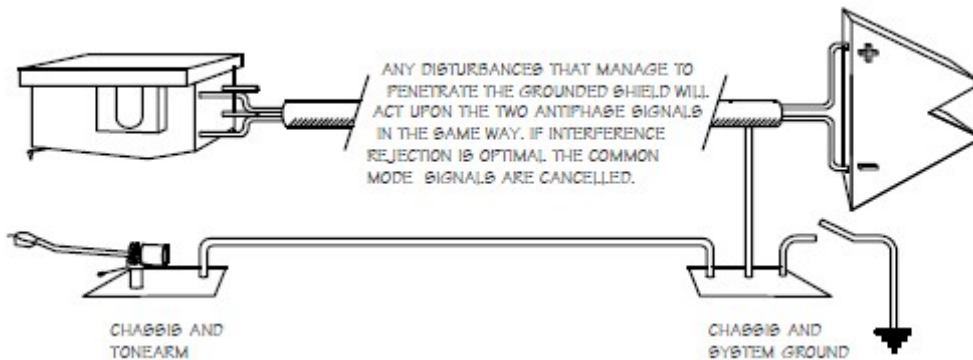 ANY DISTURBANCES THAT MANAGE TO
PENETRATE THE GROUNDED SHIELD WILL
ACT UPON THE TWO ANTIPHASE SIGNALS
IN THE SAME WAY. IF INTERFERENCE
REJECTION IS OPTIMAL THE COMMON
MODE SIGNALS ARE CANCELLED.
+
-
CHASSIS AND
TONEARM
CHASSIS AND
SYSTEM GROUND